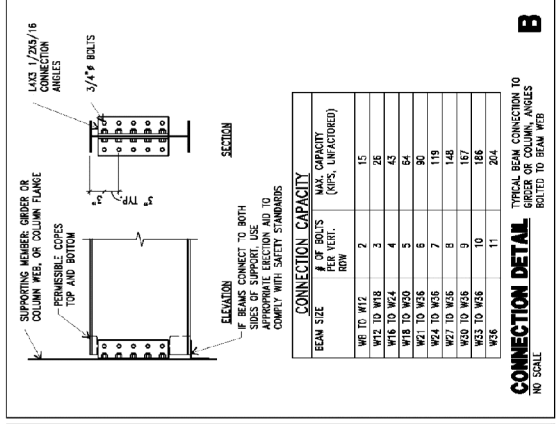 SUPPORTING MEMBER: GIRDER OR
COLUMN WEB, OR COLUMN FLANGE
PERMISSIBLE COPES
TOP AND BOTTOM
3"
3" TYP.
L4X3 1/2X5/16
CONNECTION
ANGLES
3/4"ø BOLTS
ELEVATION
SECTION
IF BEAMS CONNECT TO BOTH
SIDES OF SUPPORT, USE
APPROPRIATE ERECTION AID TO
COMPLY WITH SAFETY STANDARDS
CONNECTION CAPACITY
BEAM SIZE
# OF BOLTS
PER VERT.
ROW
MAX. CAPACITY
(KIPS, UNFACTORED)
W8 TO W12 2 15
W12 TO W18 3 26
W16 TO W24 4 43
W18 TO W30 5 64
W21 TO W36 6 90
W24 TO W36 7 119
W27 TO W36 8 148
W30 TO W36 9 167
W33 TO W36 10 186
W36 11 204
CONNECTION DETAIL
NO SCALE
TYPICAL BEAM CONNECTION TO
GIRDER OR COLUMN, ANGLES
BOLTED TO BEAM WEB
B